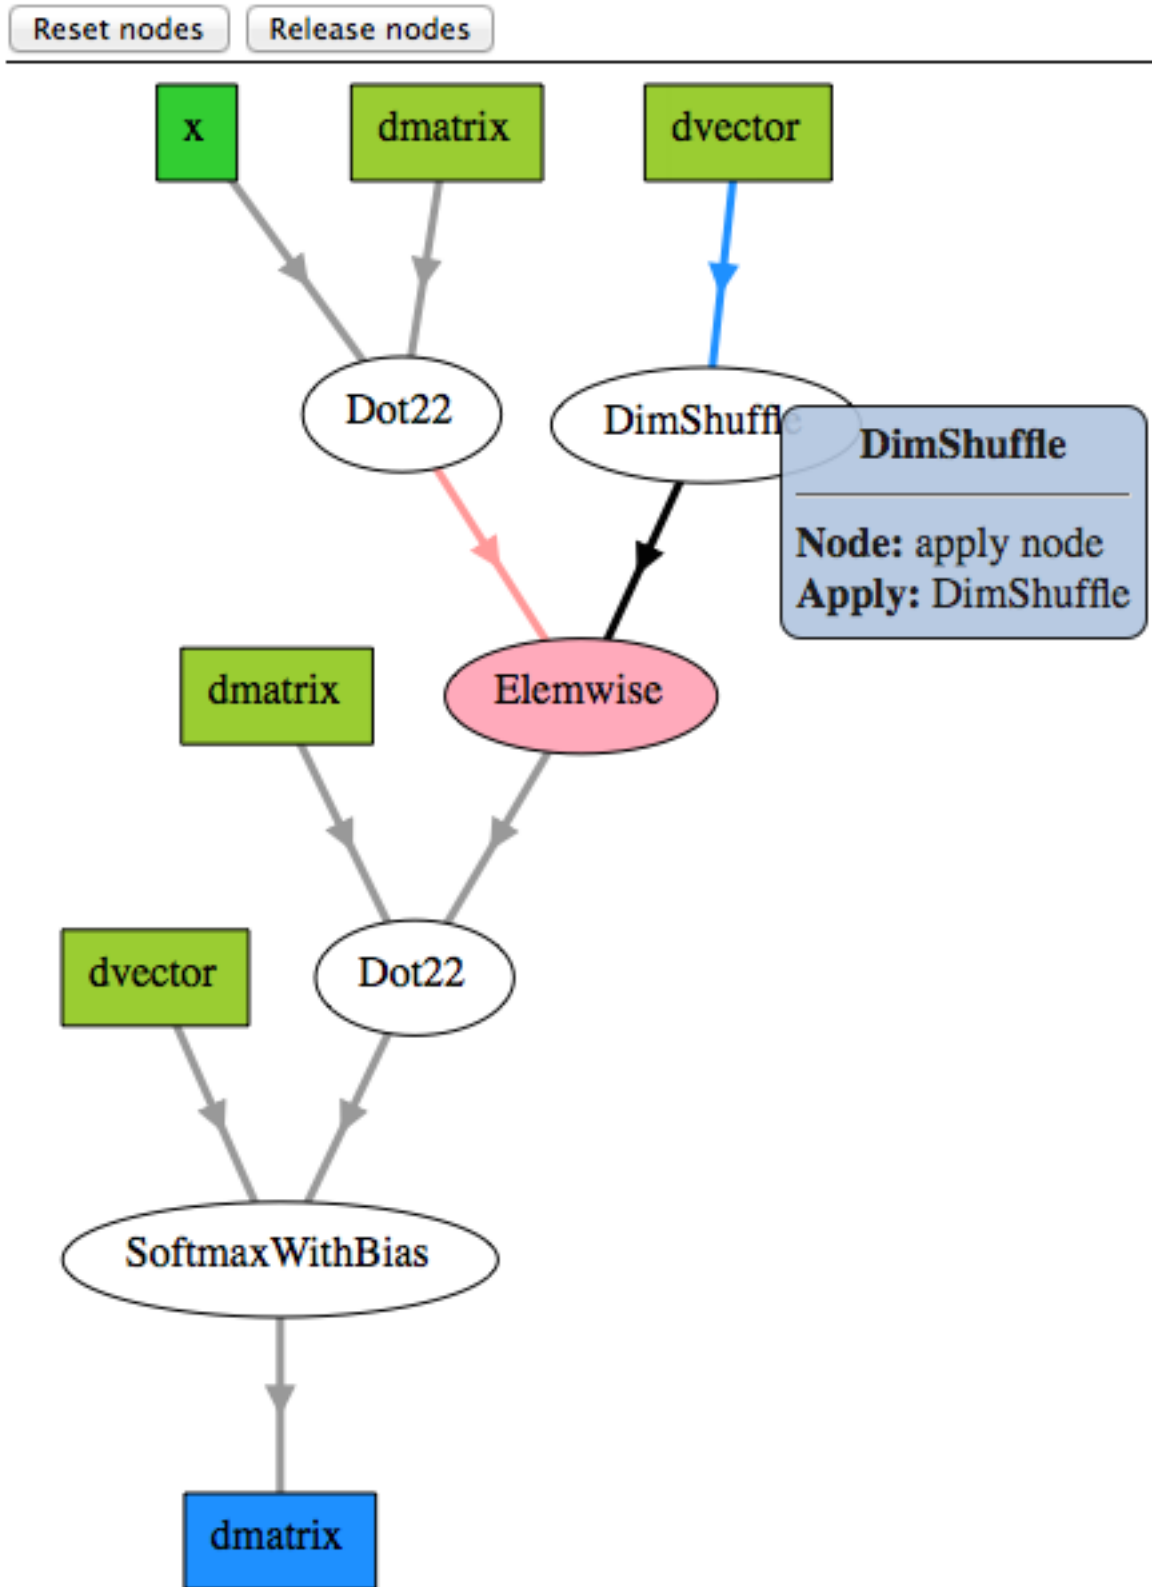 Reset nodes
Release nodes
x
dmatrix
dvector
Dot22
DimShuffle
DimShuffle
Node: apply node
Apply: DimShuffle
dmatrix
Elemwise
dvector
Dot22
SoftmaxWithBias
dmatrix